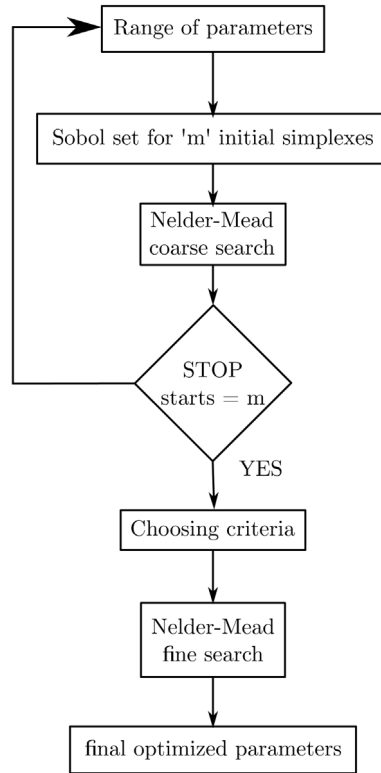 Range of parameters
Sobol set for 'm' initial simplexes
Nelder-Mead
coarse search
STOP
starts = m
YES
Choosing criteria
Nelder-Mead
fine search
final optimized parameters